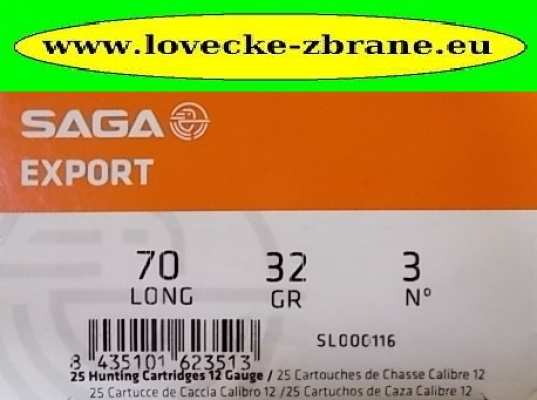 www.lovecke-zbrane.eu
SAGA
EXPORT
70 32 3
LONG GR N°
SL000116
8 435101 623513
25 Hunting Cartridges 12 Gauge / 25 Cartouches de Chasse Calibre 12
25 Cartucce de Caccia Calibro 12 /25 Cartuchos de Caza Calibre 12